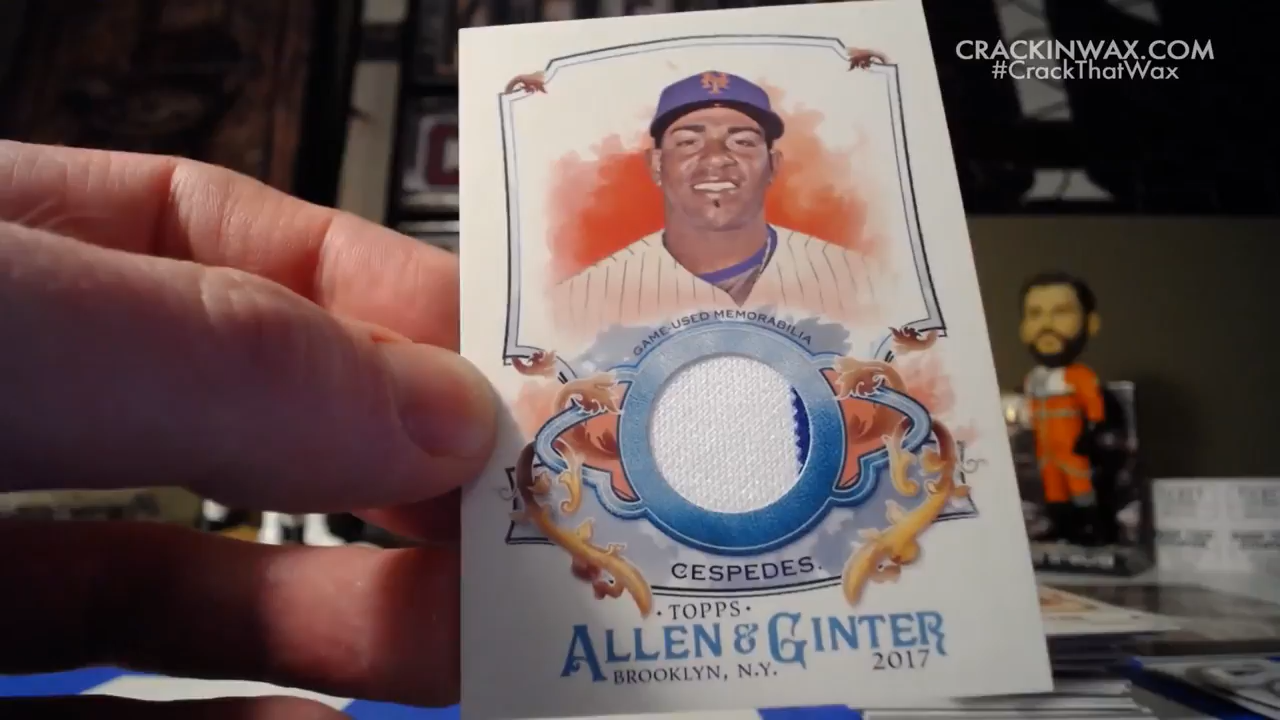 CRACKINWAX.COM
#CrackThatWax
GAME-USED MEMORABILIA
CESPEDES.
• TOPPS •
ALLEN & GINTER
BROOKLYN, N.Y. 2017